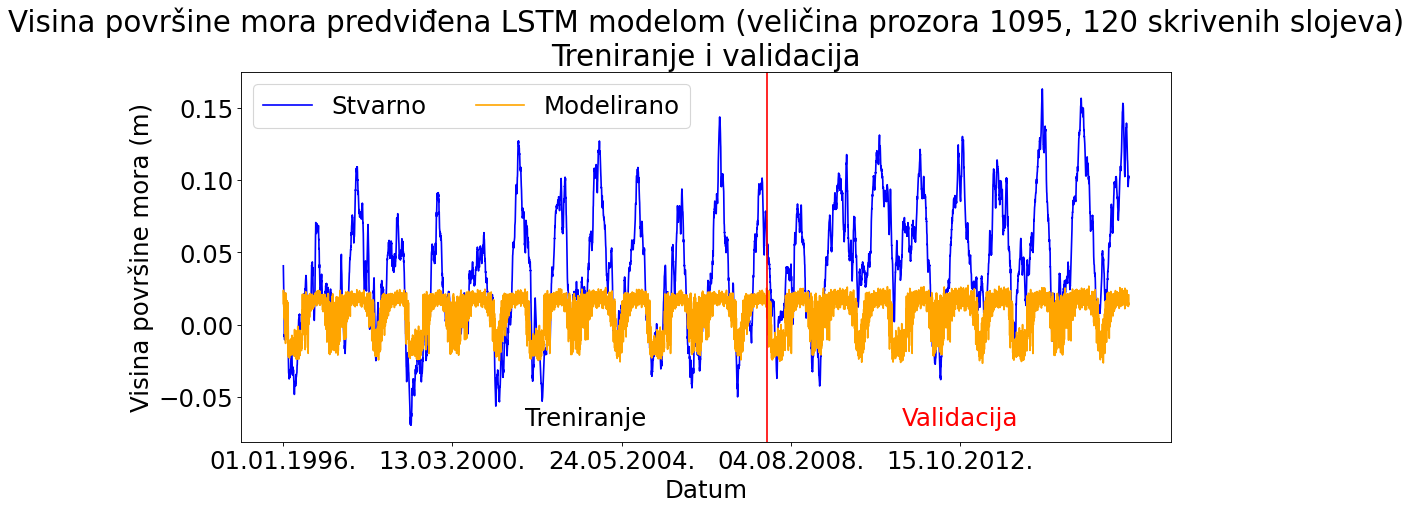 Visina površine mora predviđena LSTM modelom (veličina prozora 1095, 120 skrivenih slojeva)
Treniranje i validacija
Stvarno
Modelirano
Visina površine mora (m)
0.15
0.10
0.05
0.00
−0.05
Treniranje
Validacija
01.01.1996.
13.03.2000.
24.05.2004.
04.08.2008.
15.10.2012.
Datum